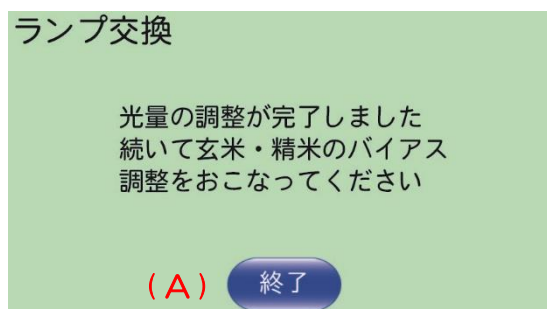 ランプ交換
光量の調整が完了しました
続いて玄米・精米のバイアス
調整をおこなってください
(A) 終了